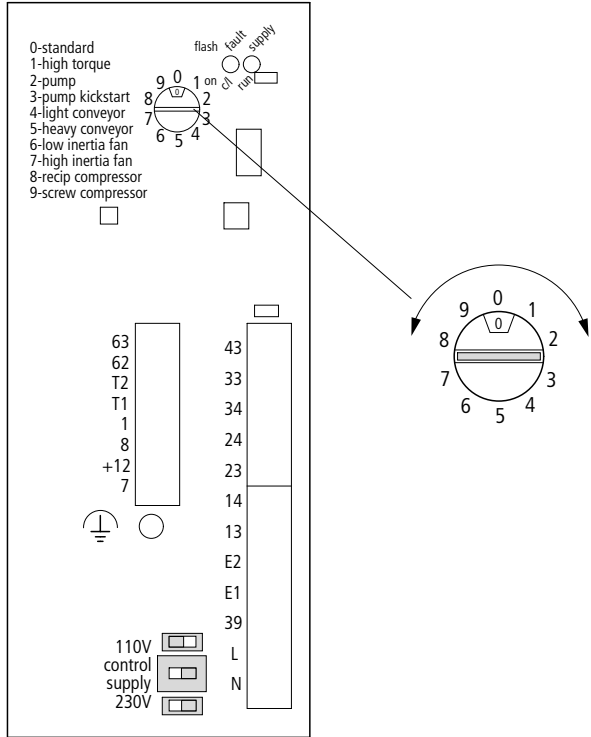 0-standard
1-high torque
2-pump
3-pump kickstart
4-light conveyor
5-heavy conveyor
6-low inertia fan
7-high inertia fan
8-recip compressor
9-screw compressor
flash fault supply
on c/l run
0
1
2
3
4
5
6
7
8
9
0
63
62
T2
T1
1
8
+12
7
43
33
34
24
23
14
13
E2
E1
39
L
N
110V
control
supply
230V
0
1
2
3
4
5
6
7
8
9
0